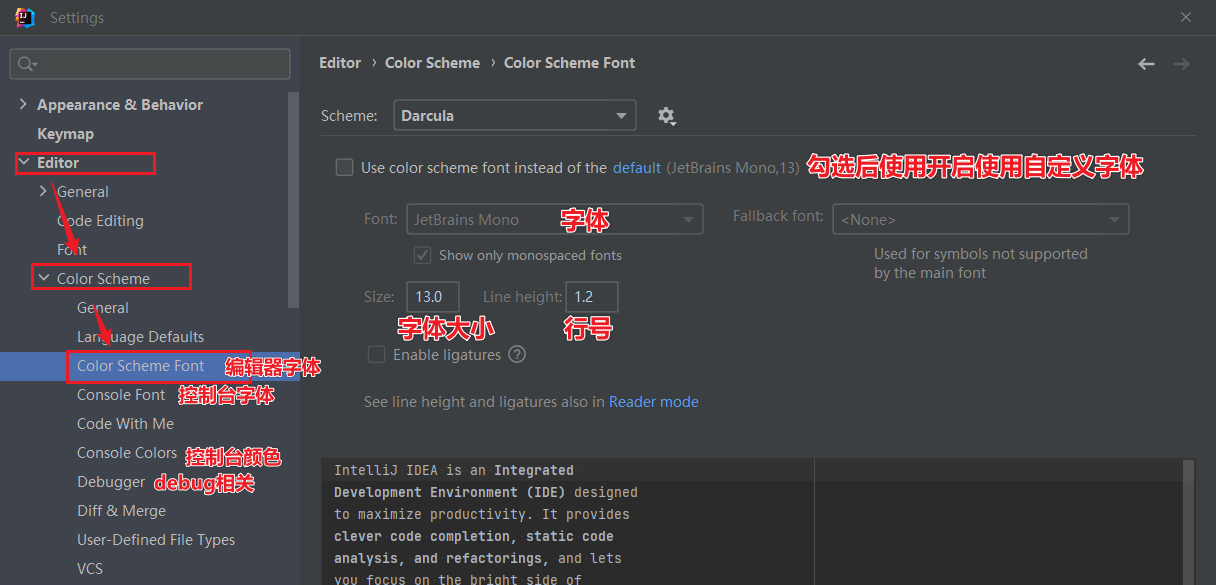 Settings
Appearance & Behavior
Keymap
Editor
General
Code Editing
Font
Color Scheme
General
Language Defaults
Color Scheme Font 编辑器字体
Console Font 控制台字体
Code With Me
Console Colors 控制台颜色
Debugger debug相关
Diff & Merge
User-Defined File Types
VCS
Editor › Color Scheme › Color Scheme Font
Scheme: Darcula
Use color scheme font instead of the default (JetBrains Mono,13) 勾选后使用开启使用自定义字体
Font: JetBrains Mono 字体 Fallback font: <None>
Show only monospaced fonts
Used for symbols not supported
by the main font
Size: 13.0 Line height: 1.2
字体大小 行号
Enable ligatures ?
See line height and ligatures also in Reader mode
IntelliJ IDEA is an Integrated
Development Environment (IDE) designed
to maximize productivity. It provides
clever code completion, static code
analysis, and refactorings, and lets
you focus on the bright side of